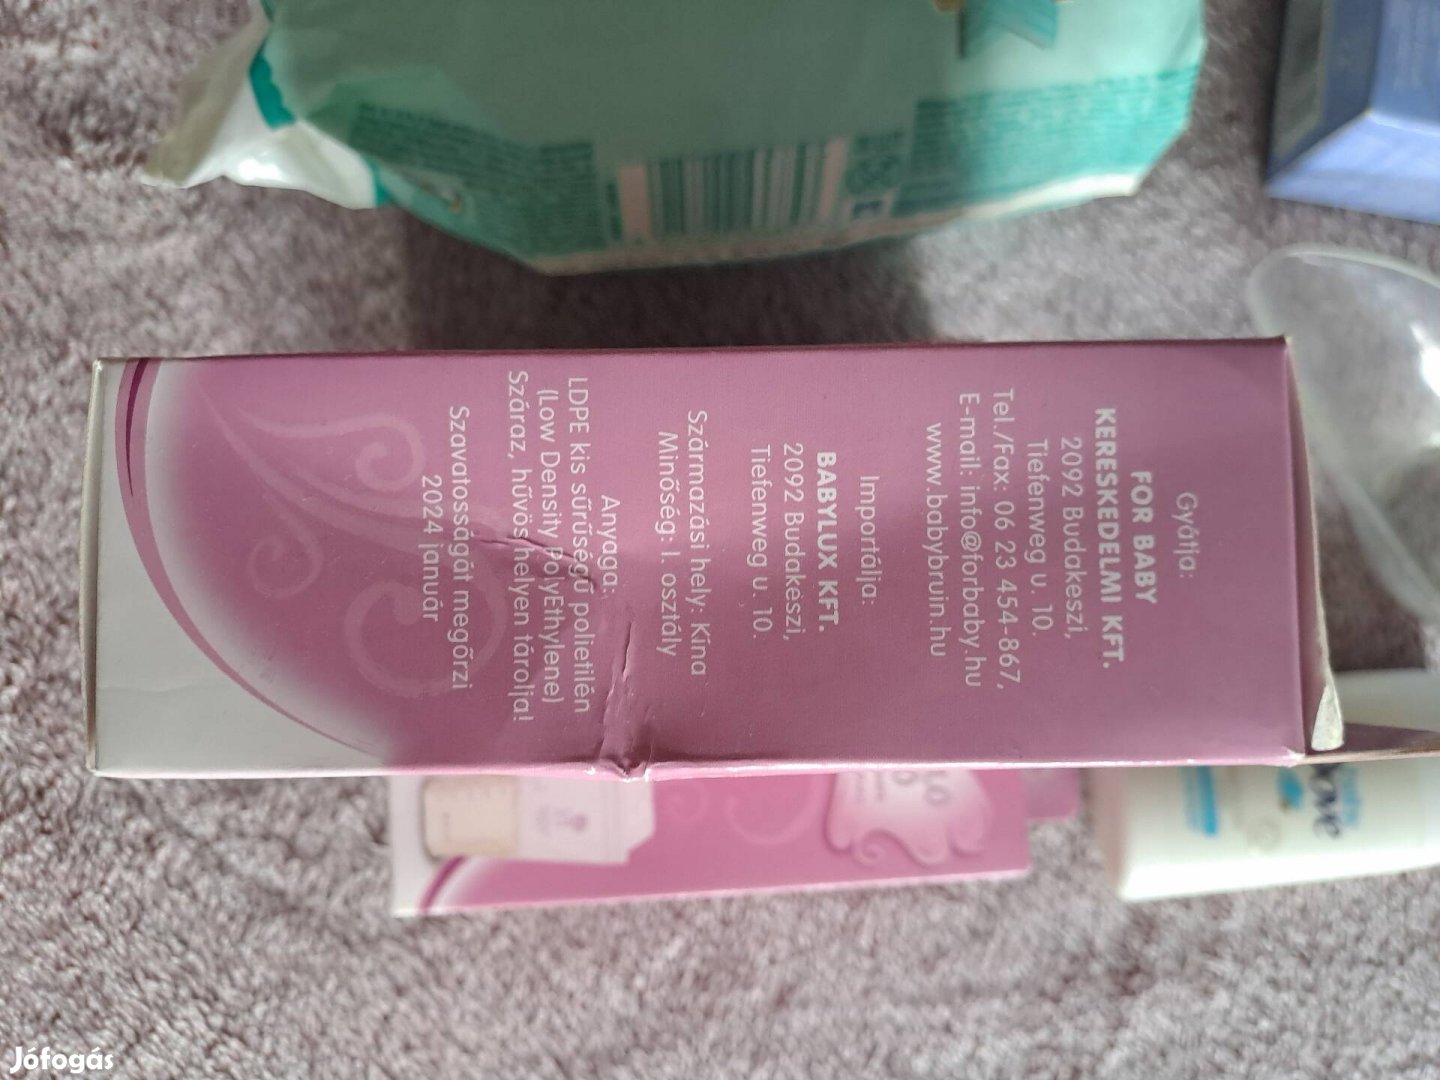 Gyátja:
FOR BABY
KERESKEDELMI KFT.
2092 Budakeszi,
Tiefenweg u. 10.
Tel./Fax: 06 23 454-867,
E-mail: info@forbaby.hu
www.babybruin.hu
Importálja:
BABYLUX KFT.
2092 Budakeszi,
Tiefenweg u. 10.
Származási hely: Kína
Minőség: I. osztály
Anyaga:
LDPE kis sűrűségű polietilén
(Low Density PolyEthylene)
Száraz, hűvös helyen tárolja!
Szavatosságát megőrzi
2024 január
Dove
Jófogás